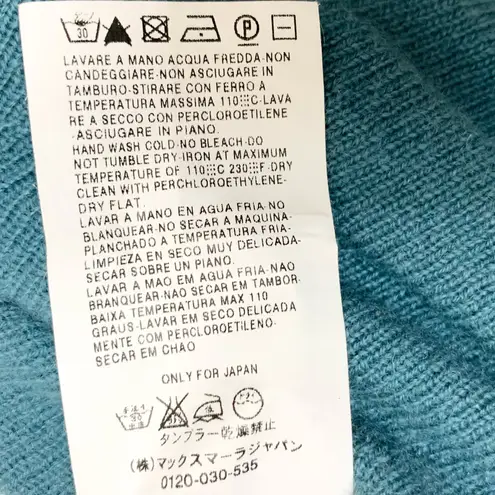 30 P
LAVARE A MANO ACQUA FREDDA-NON
CANDEGGIARE-NON ASCIUGARE IN
TAMBURO-STIRARE CON FERRO A
TEMPERATURA MASSIMA 110 C-LAVA
RE A SECCO CON PERCLOROETILENE
-ASCIUGARE IN PIANO.
HAND WASH COLD-NO BLEACH-DO
NOT TUMBLE DRY-IRON AT MAXIMUM
TEMPERATURE OF 110 C 230 F-DRY
CLEAN WITH PERCHLOROETHYLENE-
DRY FLAT.
LAVAR A MANO EN AGUA FRIA-NO
BLANQUEAR-NO SECAR A MAQUINA-
PLANCHADO A TEMPERATURA FRIA-
LIMPIEZA EN SECO MUY DELICADA-
SECAR SOBRE UN PIANO.
LAVAR A MAO EM AGUA FRIA-NAO
BRANQUEAR-NAO SECAR EM TAMBOR-
BAIXA TEMPERATURA MAX 110
GRAUS-LAVAR EM SECO DELICADA
MENTE COM PERCLOROETILENO-
SECAR EM CHAO
ONLY FOR JAPAN
タンブラー乾燥禁止
(株)マックスマーラジャパン
0120-030-535